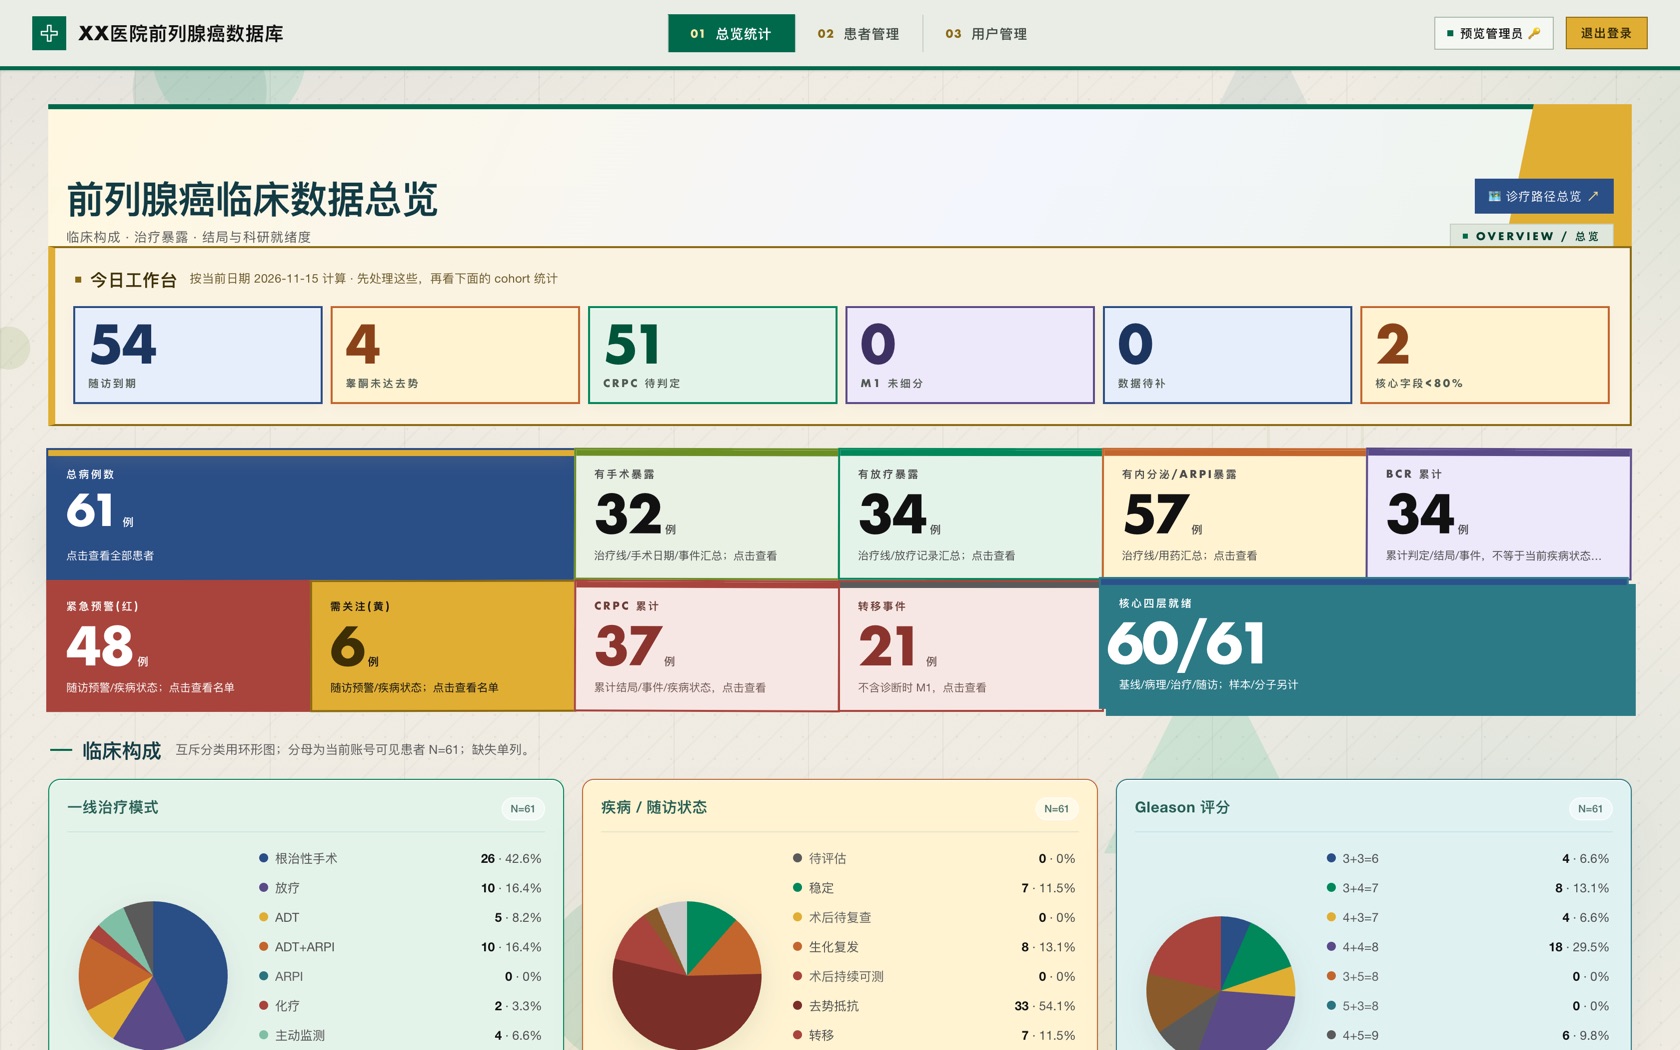 XX医院前列腺癌数据库
01 总览统计
02 患者管理
03 用户管理
预览管理员
退出登录
前列腺癌临床数据总览
临床构成 · 治疗暴露 · 结局与科研就绪度
诊疗路径总览 ↗
OVERVIEW / 总览
今日工作台 按当前日期 2026-11-15 计算 · 先处理这些，再看下面的 cohort 统计
54
随访到期
4
睾酮未达去势
51
CRPC 待判定
0
M1 未细分
0
数据待补
2
核心字段<80%
总病例数
61 例
点击查看全部患者
有手术暴露
32 例
治疗线/手术日期/事件汇总；点击查看
有放疗暴露
34 例
治疗线/放疗记录汇总；点击查看
有内分泌/ARPI暴露
57 例
治疗线/用药汇总；点击查看
BCR 累计
34 例
累计判定/结局/事件，不等于当前疾病状态...
紧急预警(红)
48 例
随访预警/疾病状态；点击查看名单
需关注(黄)
6 例
随访预警/疾病状态；点击查看名单
CRPC 累计
37 例
累计结局/事件/疾病状态，点击查看
转移事件
21 例
不含诊断时 M1，点击查看
核心四层就绪
60/61
基线/病理/治疗/随访；样本/分子另计
临床构成 互斥分类用环形图；分母为当前账号可见患者 N=61；缺失单列。
一线治疗模式 N=61
根治性手术 26 · 42.6%
放疗 10 · 16.4%
ADT 5 · 8.2%
ADT+ARPI 10 · 16.4%
ARPI 0 · 0%
化疗 2 · 3.3%
主动监测 4 · 6.6%
疾病 / 随访状态 N=61
待评估 0 · 0%
稳定 7 · 11.5%
术后待复查 0 · 0%
生化复发 8 · 13.1%
术后持续可测 0 · 0%
去势抵抗 33 · 54.1%
转移 7 · 11.5%
Gleason 评分 N=61
3+3=6 4 · 6.6%
3+4=7 8 · 13.1%
4+3=7 4 · 6.6%
4+4=8 18 · 29.5%
3+5=8 0 · 0%
5+3=8 0 · 0%
4+5=9 6 · 9.8%